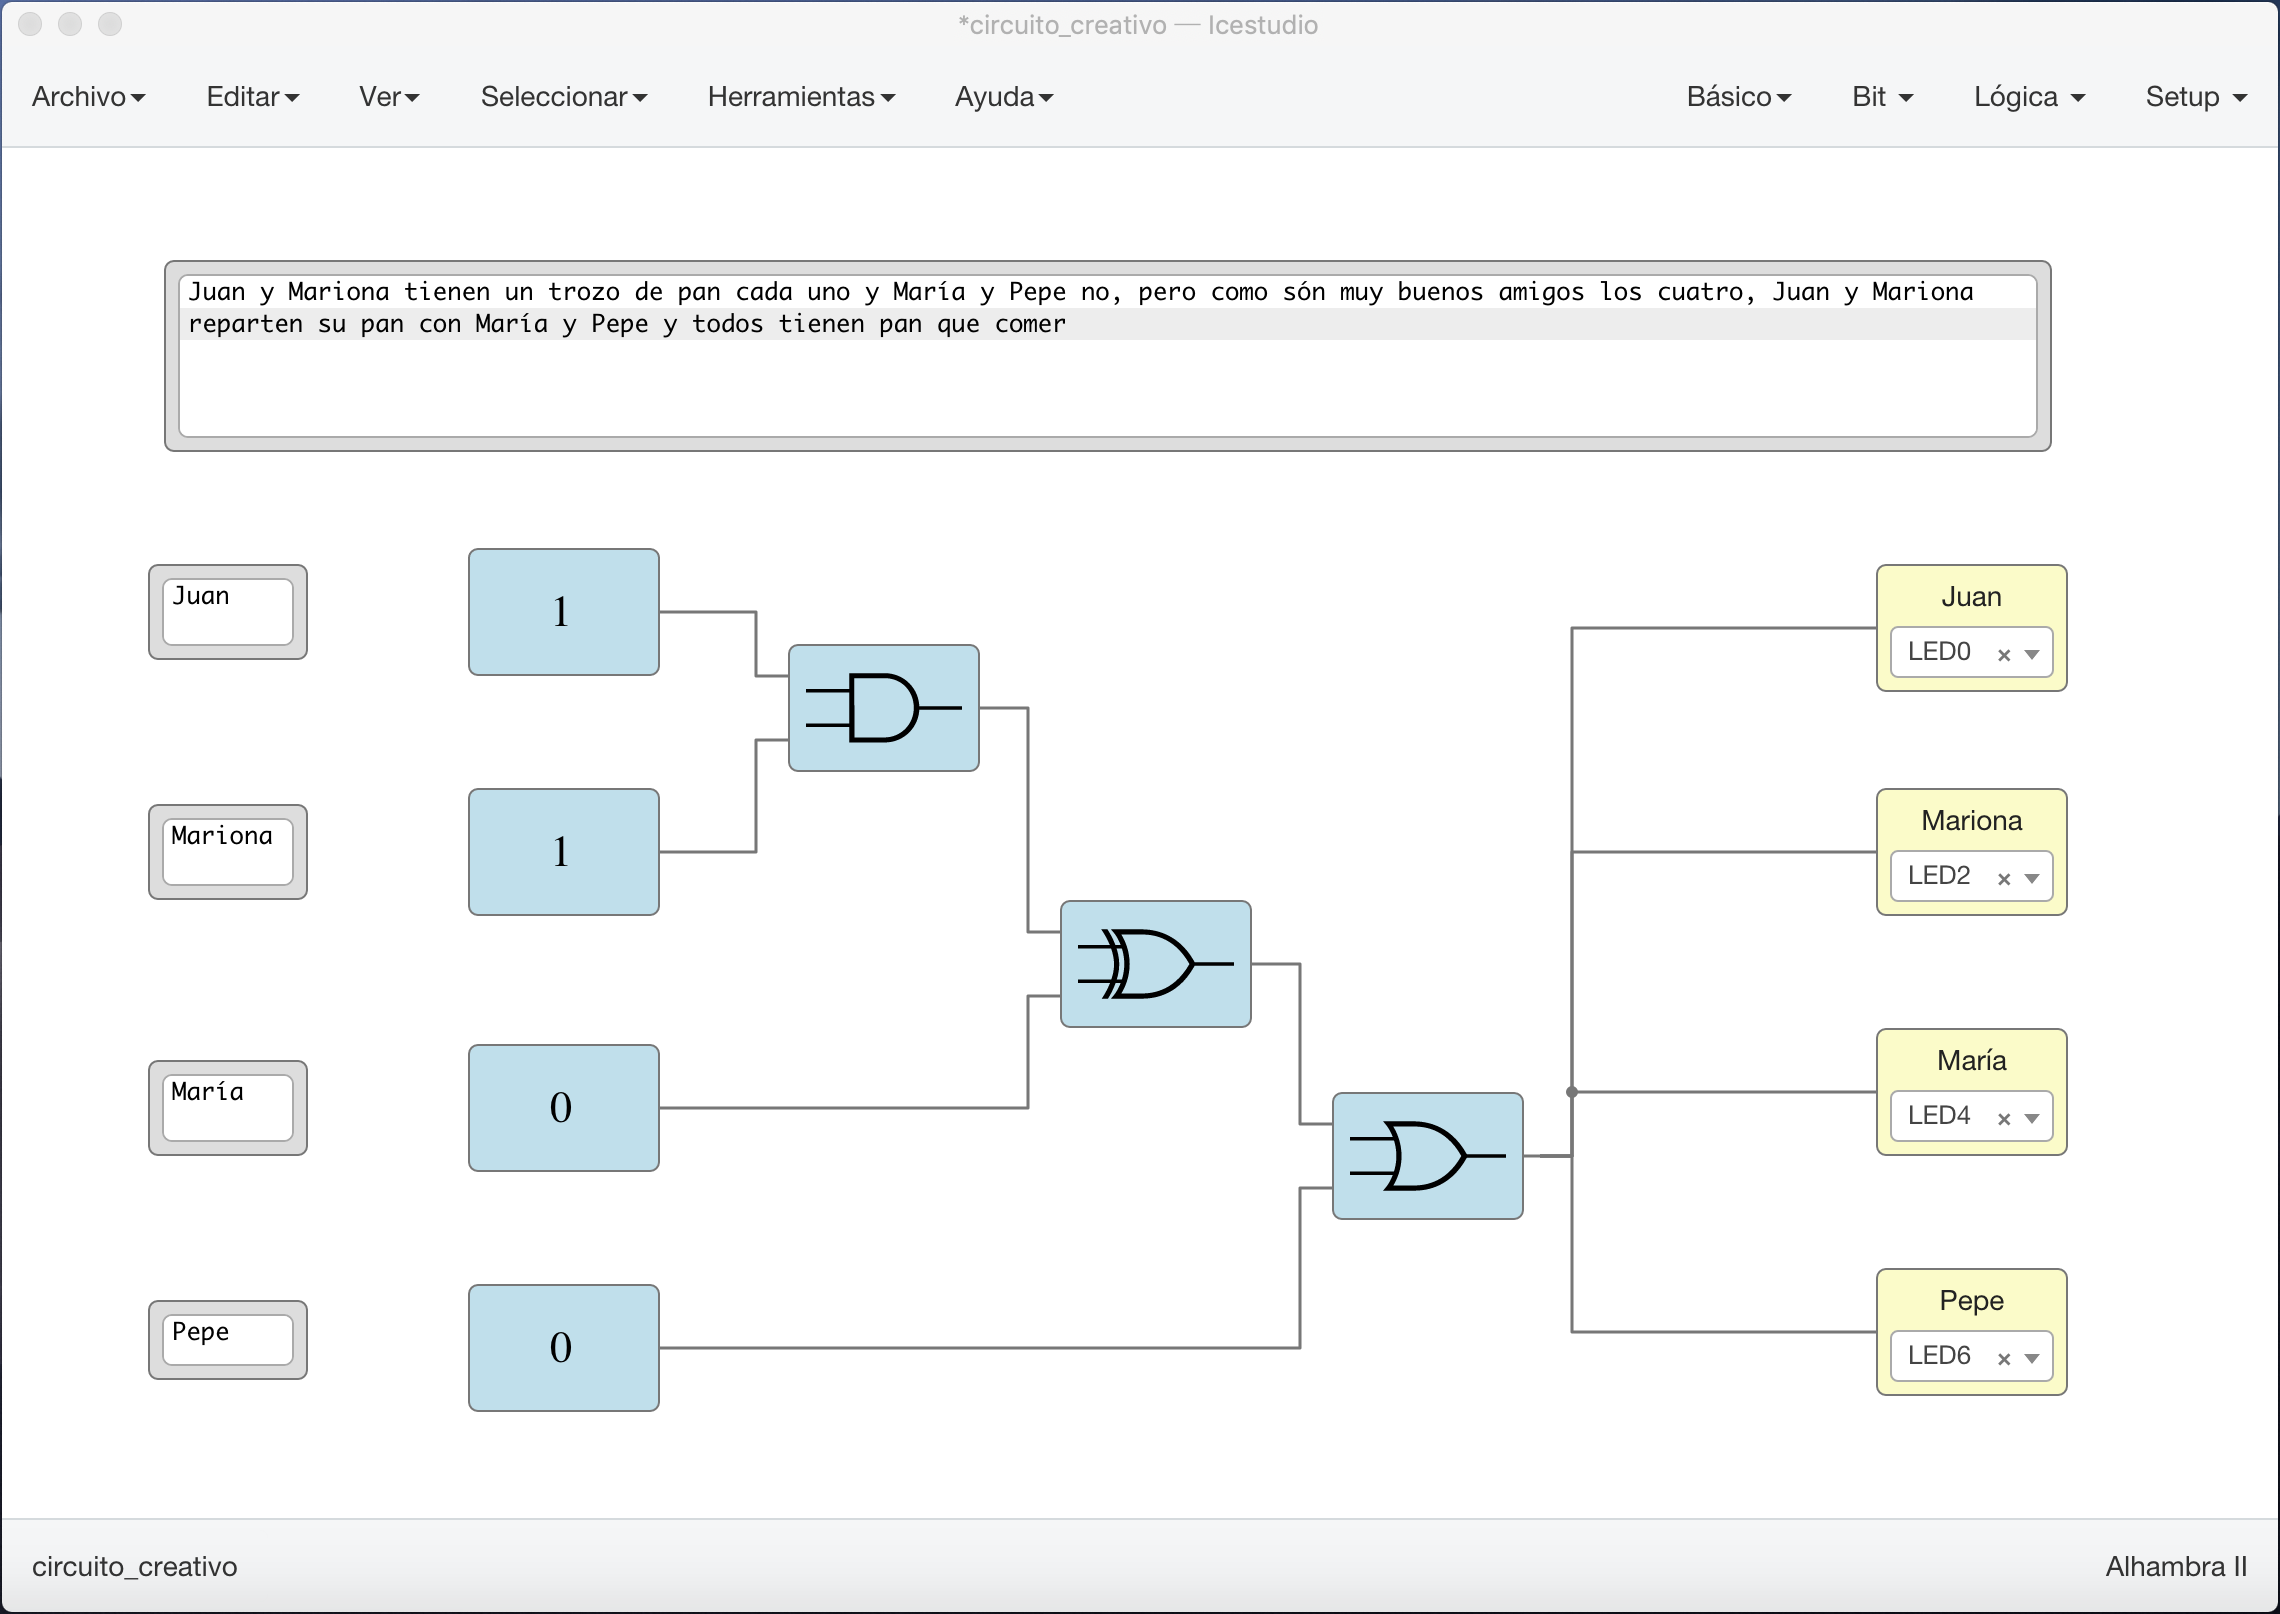 *circuito_creativo — Icestudio
Archivo Editar Ver Seleccionar Herramientas Ayuda Básico Bit Lógica Setup
Juan y Mariona tienen un trozo de pan cada uno y María y Pepe no, pero como són muy buenos amigos los cuatro, Juan y Mariona
reparten su pan con María y Pepe y todos tienen pan que comer
Juan
1
Juan
LED0
Mariona
1
Mariona
LED2
María
0
María
LED4
Pepe
0
Pepe
LED6
circuito_creativo
Alhambra II